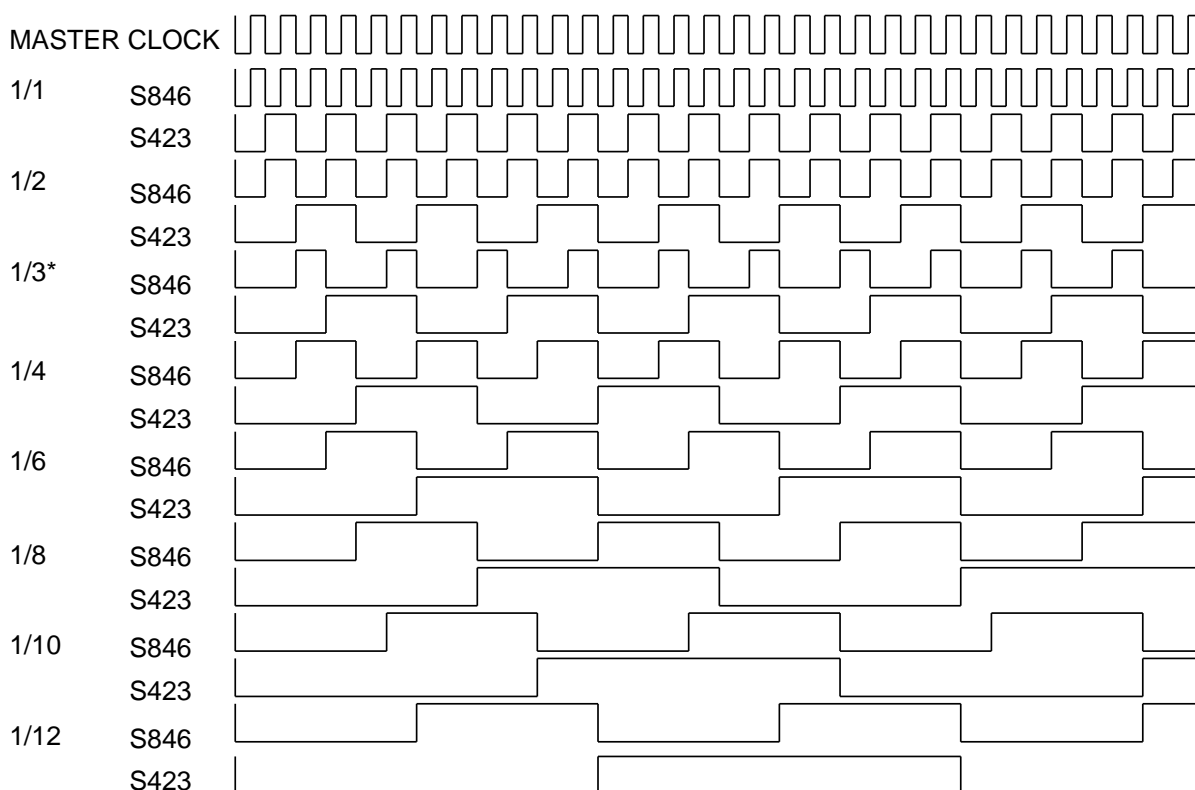 MASTER CLOCK
1/1 S846
S423
1/2 S846
S423
1/3* S846
S423
1/4 S846
S423
1/6 S846
S423
1/8 S846
S423
1/10 S846
S423
1/12 S846
S423